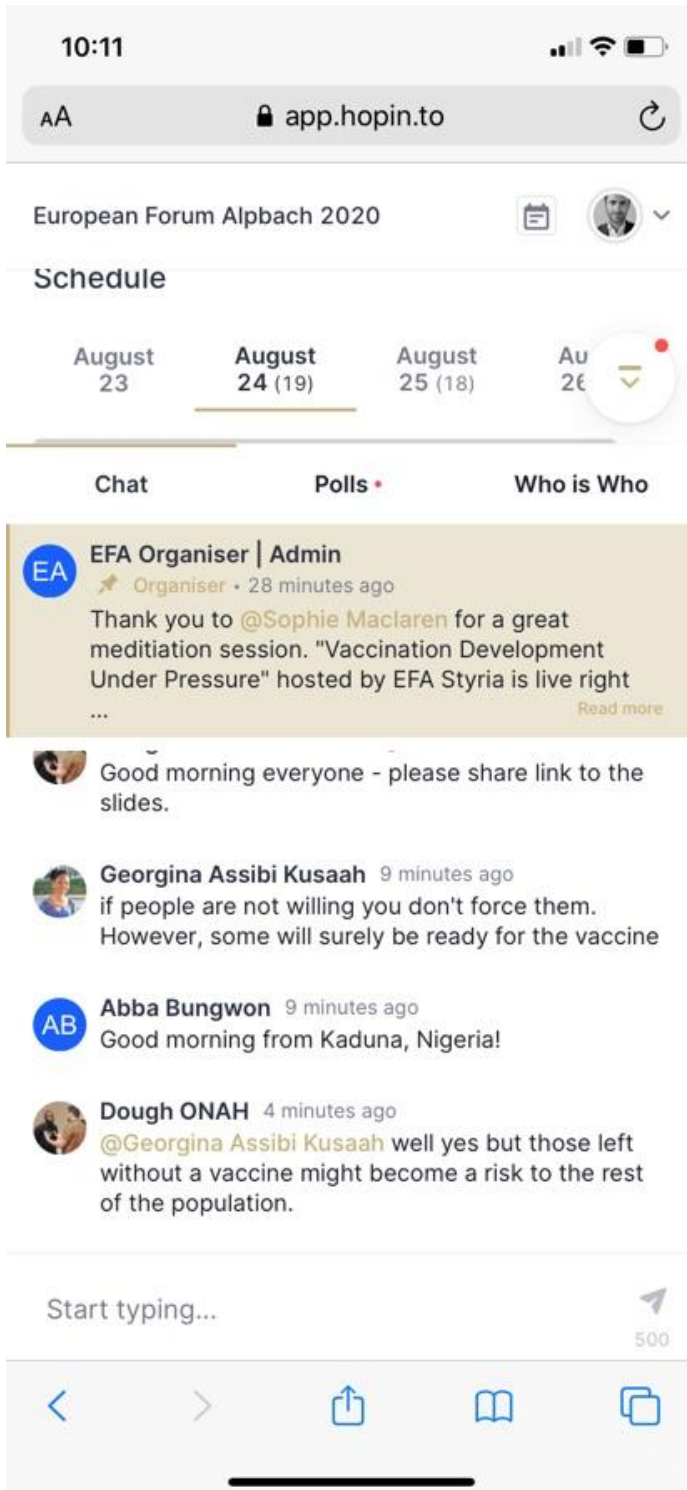 10:11
AA app.hopin.to
European Forum Alpbach 2020
Schedule
August 23
August 24 (19)
August 25 (18)
Au 26
Chat Polls Who is Who
EA
EFA Organiser | Admin
Organiser • 28 minutes ago
Thank you to @Sophie Maclaren for a great
meditiation session. "Vaccination Development
Under Pressure" hosted by EFA Styria is live right
...
Read more
Good morning everyone - please share link to the
slides.
Georgina Assibi Kusaah 9 minutes ago
if people are not willing you don't force them.
However, some will surely be ready for the vaccine
AB
Abba Bungwon 9 minutes ago
Good morning from Kaduna, Nigeria!
Dough ONAH 4 minutes ago
@Georgina Assibi Kusaah well yes but those left
without a vaccine might become a risk to the rest
of the population.
Start typing...
500